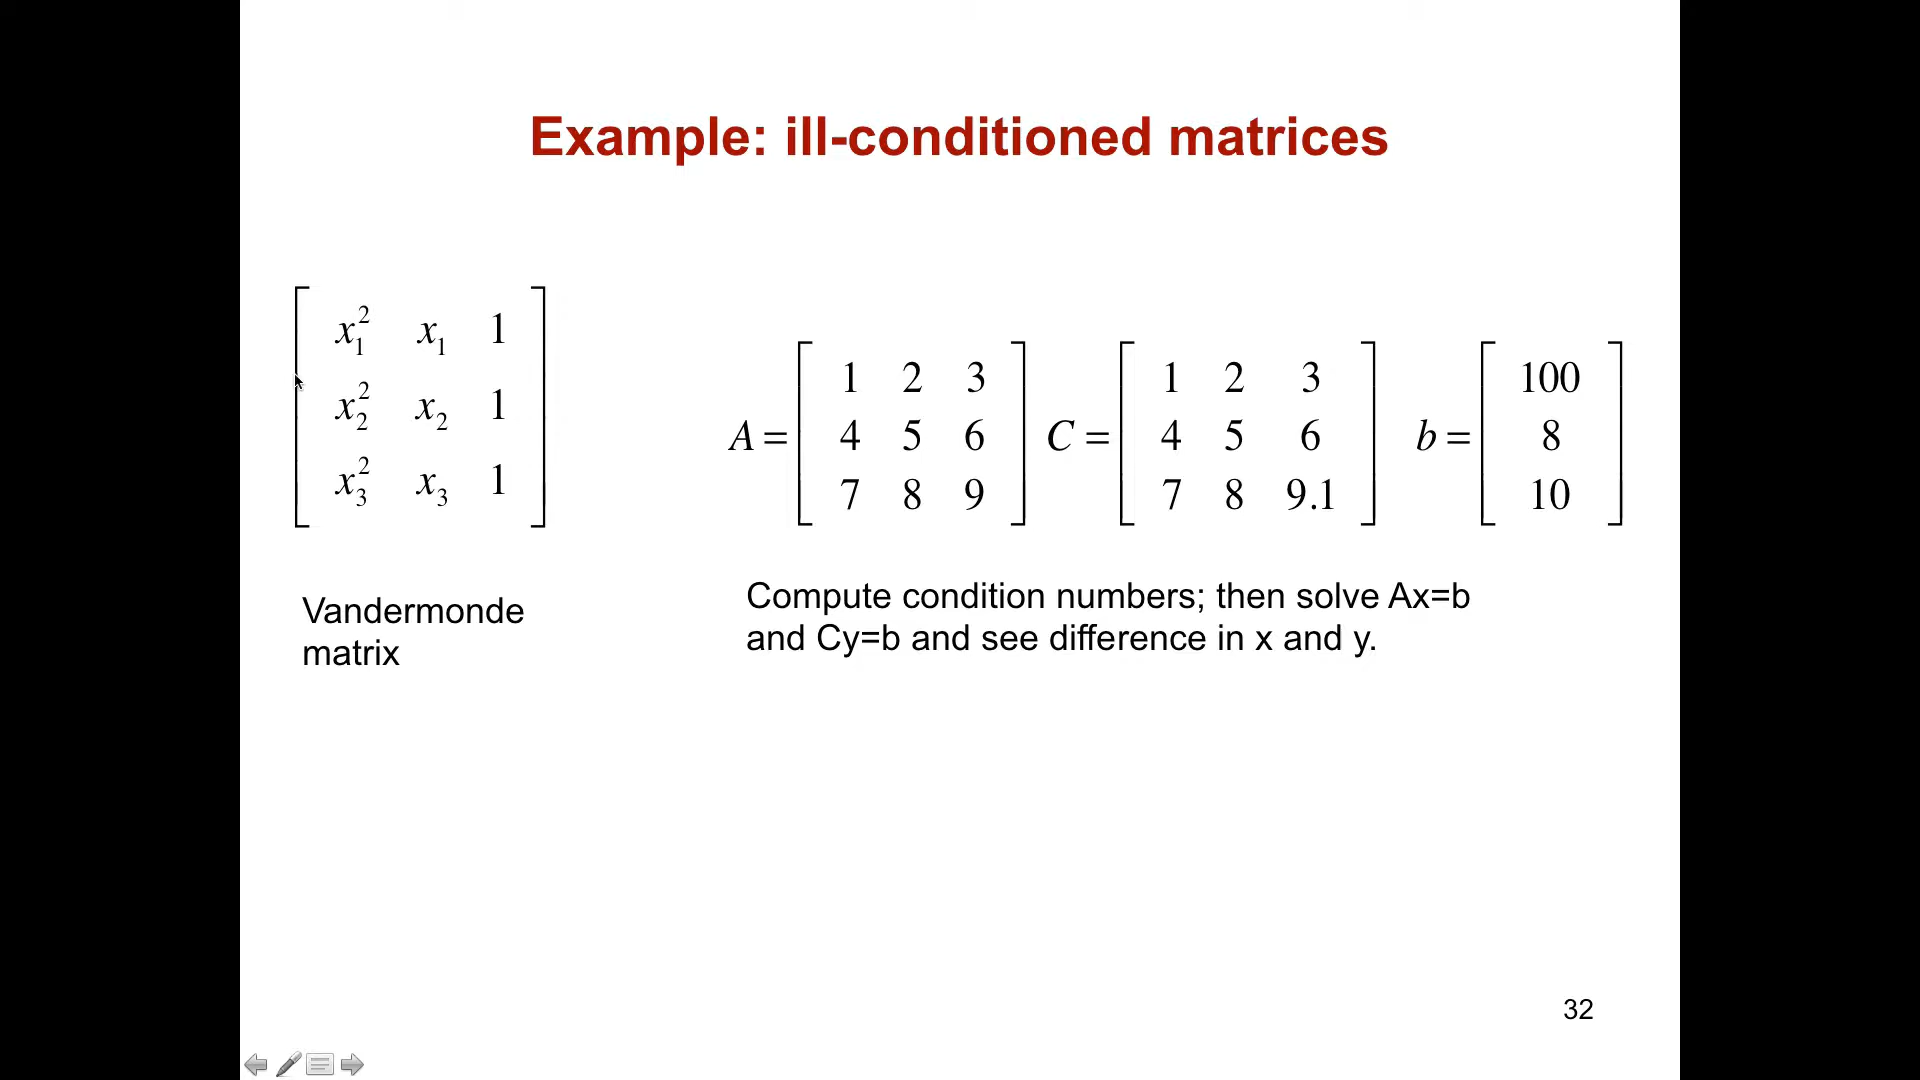 Example: ill-conditioned matrices
x₁² x₁ 1
x₂² x₂ 1
x₃² x₃ 1
Vandermonde
matrix
A = [ 1 2 3 ] C = [ 1 2 3 ] b = [ 100 ]
[ 4 5 6 ] [ 4 5 6 ] [ 8 ]
[ 7 8 9 ] [ 7 8 9.1 ] [ 10 ]
Compute condition numbers; then solve Ax=b
and Cy=b and see difference in x and y.
32